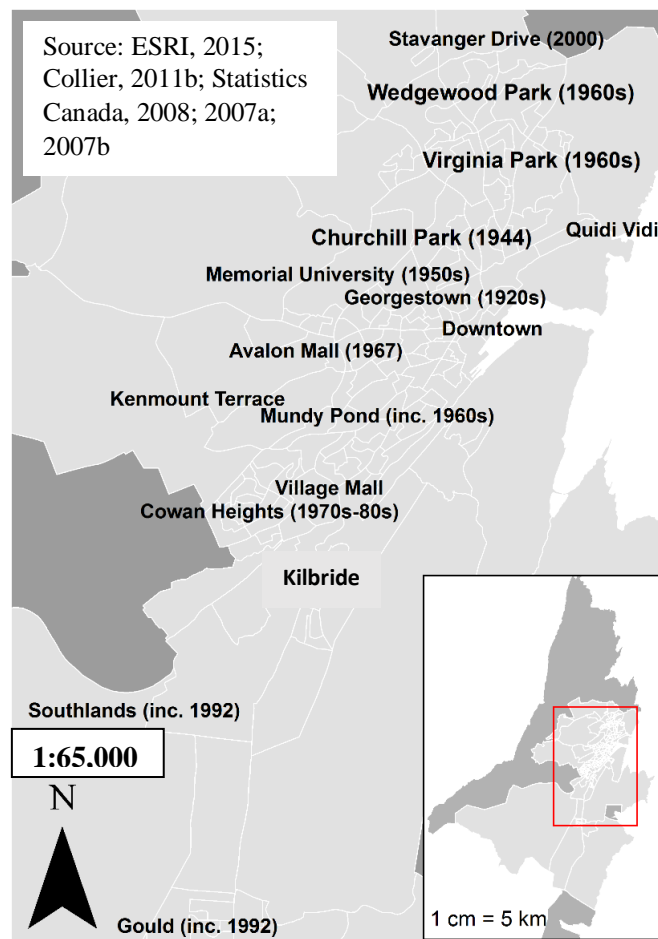 Source: ESRI, 2015;
Collier, 2011b; Statistics
Canada, 2008; 2007a;
2007b
Stavanger Drive (2000)
Wedgewood Park (1960s)
Virginia Park (1960s)
Quidi Vidi
Churchill Park (1944)
Memorial University (1950s)
Georgestown (1920s)
Downtown
Avalon Mall (1967)
Kenmount Terrace
Mundy Pond (inc. 1960s)
Village Mall
Cowan Heights (1970s-80s)
Kilbride
Southlands (inc. 1992)
1:65.000
N
Gould (inc. 1992)
1 cm = 5 km